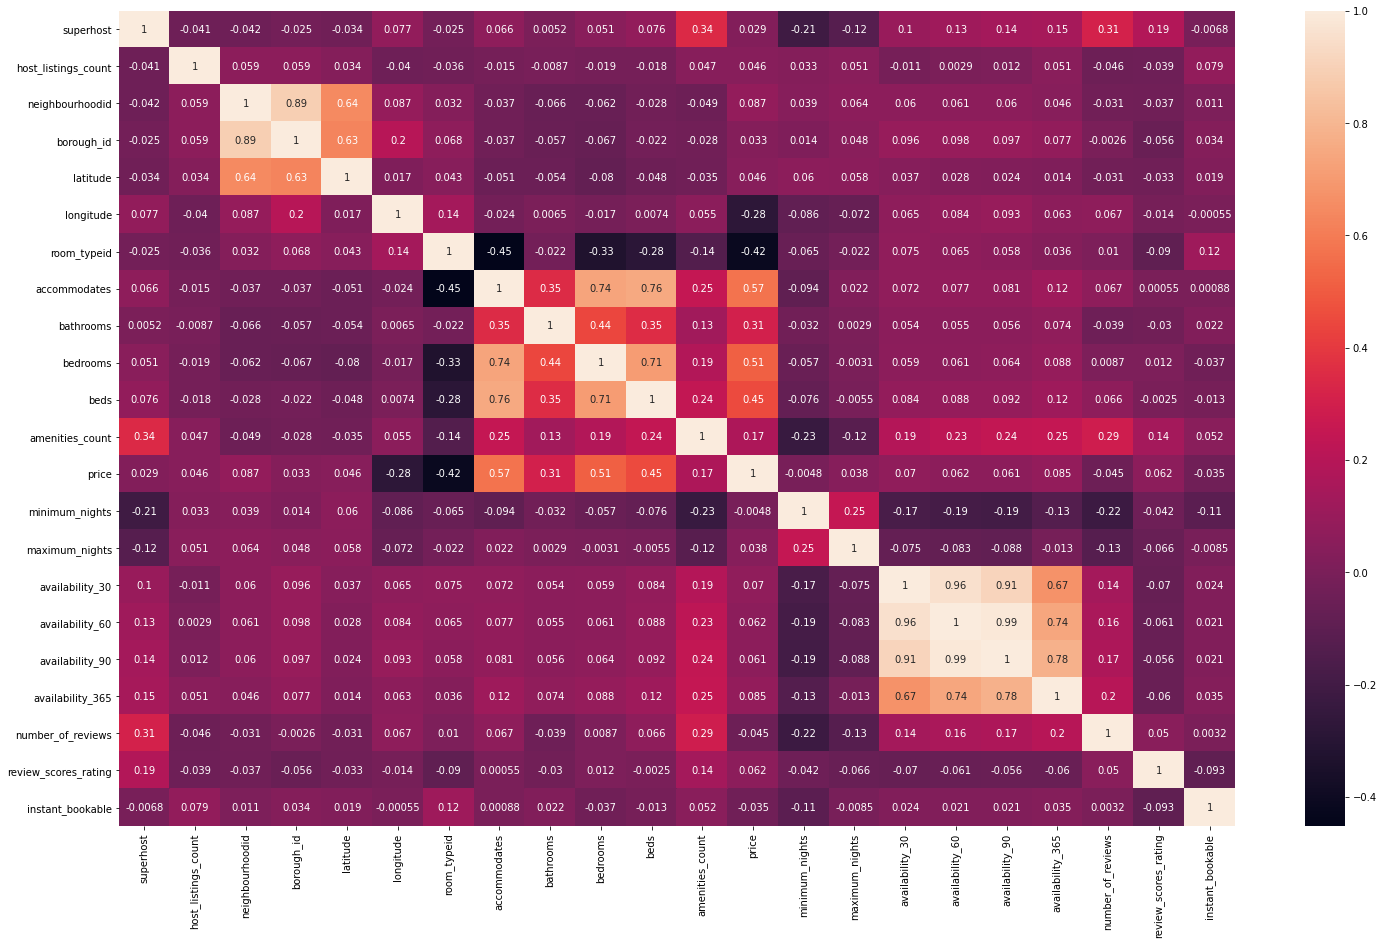 superhost 1 -0.041 -0.042 -0.025 -0.034 0.077 -0.025 0.066 0.0052 0.051 0.076 0.34 0.029 -0.21 -0.12 0.1 0.13 0.14 0.15 0.31 0.19 -0.0068
host_listings_count -0.041 1 0.059 0.059 0.034 -0.04 -0.036 -0.015 -0.0087 -0.019 -0.018 0.047 0.046 0.033 0.051 -0.011 0.0029 0.012 0.051 -0.046 -0.039 0.079
neighbourhoodid -0.042 0.059 1 0.89 0.64 0.087 0.032 -0.037 -0.066 -0.062 -0.028 -0.049 0.087 0.039 0.064 0.06 0.061 0.06 0.046 -0.031 -0.037 0.011
borough_id -0.025 0.059 0.89 1 0.63 0.2 0.068 -0.037 -0.057 -0.067 -0.022 -0.028 0.033 0.014 0.048 0.096 0.098 0.097 0.077 -0.0026 -0.056 0.034
latitude -0.034 0.034 0.64 0.63 1 0.017 0.043 -0.051 -0.054 -0.08 -0.048 -0.035 0.046 0.06 0.058 0.037 0.028 0.024 0.014 -0.031 -0.033 0.019
longitude 0.077 -0.04 0.087 0.2 0.017 1 0.14 -0.024 0.0065 -0.017 0.0074 0.055 -0.28 -0.086 -0.072 0.065 0.084 0.093 0.063 0.067 -0.014 -0.00055
room_typeid -0.025 -0.036 0.032 0.068 0.043 0.14 1 -0.45 -0.022 -0.33 -0.28 -0.14 -0.42 -0.065 -0.022 0.075 0.065 0.058 0.036 0.01 -0.09 0.12
accommodates 0.066 -0.015 -0.037 -0.037 -0.051 -0.024 -0.45 1 0.35 0.74 0.76 0.25 0.57 -0.094 0.022 0.072 0.077 0.081 0.12 0.067 0.00055 0.00088
bathrooms 0.0052 -0.0087 -0.066 -0.057 -0.054 0.0065 -0.022 0.35 1 0.44 0.35 0.13 0.31 -0.032 0.0029 0.054 0.055 0.056 0.074 -0.039 -0.03 0.022
bedrooms 0.051 -0.019 -0.062 -0.067 -0.08 -0.017 -0.33 0.74 0.44 1 0.71 0.19 0.51 -0.057 -0.0031 0.059 0.061 0.064 0.088 0.0087 0.012 -0.037
beds 0.076 -0.018 -0.028 -0.022 -0.048 0.0074 -0.28 0.76 0.35 0.71 1 0.24 0.45 -0.076 -0.0055 0.084 0.088 0.092 0.12 0.066 -0.0025 -0.013
amenities_count 0.34 0.047 -0.049 -0.028 -0.035 0.055 -0.14 0.25 0.13 0.19 0.24 1 0.17 -0.23 -0.12 0.19 0.23 0.24 0.25 0.29 0.14 0.052
price 0.029 0.046 0.087 0.033 0.046 -0.28 -0.42 0.57 0.31 0.51 0.45 0.17 1 -0.0048 0.038 0.07 0.062 0.061 0.085 -0.045 0.062 -0.035
minimum_nights -0.21 0.033 0.039 0.014 0.06 -0.086 -0.065 -0.094 -0.032 -0.057 -0.076 -0.23 -0.0048 1 0.25 -0.17 -0.19 -0.19 -0.13 -0.22 -0.042 -0.11
maximum_nights -0.12 0.051 0.064 0.048 0.058 -0.072 -0.022 0.022 0.0029 -0.0031 -0.0055 -0.12 0.038 0.25 1 -0.075 -0.083 -0.088 -0.013 -0.13 -0.066 -0.0085
availability_30 0.1 -0.011 0.06 0.096 0.037 0.065 0.075 0.072 0.054 0.059 0.084 0.19 0.07 -0.17 -0.075 1 0.96 0.91 0.67 0.14 -0.07 0.024
availability_60 0.13 0.0029 0.061 0.098 0.028 0.084 0.065 0.077 0.055 0.061 0.088 0.23 0.062 -0.19 -0.083 0.96 1 0.99 0.74 0.16 -0.061 0.021
availability_90 0.14 0.012 0.06 0.097 0.024 0.093 0.058 0.081 0.056 0.064 0.092 0.24 0.061 -0.19 -0.088 0.91 0.99 1 0.78 0.17 -0.056 0.021
availability_365 0.15 0.051 0.046 0.077 0.014 0.063 0.036 0.12 0.074 0.088 0.12 0.25 0.085 -0.13 -0.013 0.67 0.74 0.78 1 0.2 -0.06 0.035
number_of_reviews 0.31 -0.046 -0.031 -0.0026 -0.031 0.067 0.01 0.067 -0.039 0.0087 0.066 0.29 -0.045 -0.22 -0.13 0.14 0.16 0.17 0.2 1 0.05 0.0032
review_scores_rating 0.19 -0.039 -0.037 -0.056 -0.033 -0.014 -0.09 0.00055 -0.03 0.012 -0.0025 0.14 0.062 -0.042 -0.066 -0.07 -0.061 -0.056 -0.06 0.05 1 -0.093
instant_bookable -0.0068 0.079 0.011 0.034 0.019 -0.00055 0.12 0.00088 0.022 -0.037 -0.013 0.052 -0.035 -0.11 -0.0085 0.024 0.021 0.021 0.035 0.0032 -0.093 1
superhost
host_listings_count
neighbourhoodid
borough_id
latitude
longitude
room_typeid
accommodates
bathrooms
bedrooms
beds
amenities_count
price
minimum_nights
maximum_nights
availability_30
availability_60
availability_90
availability_365
number_of_reviews
review_scores_rating
instant_bookable
1.0
0.8
0.6
0.4
0.2
0.0
−0.2
−0.4